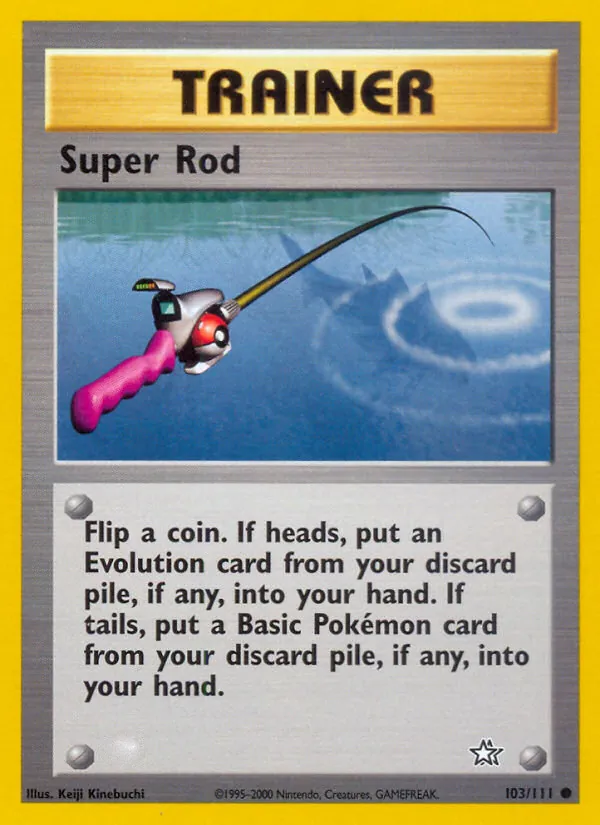 TRAINER
Super Rod
Flip a coin. If heads, put an
Evolution card from your discard
pile, if any, into your hand. If
tails, put a Basic Pokémon card
from your discard pile, if any, into
your hand.
Illus. Keiji Kinebuchi
©1995–2000 Nintendo, Creatures, GAMEFREAK.
103/111